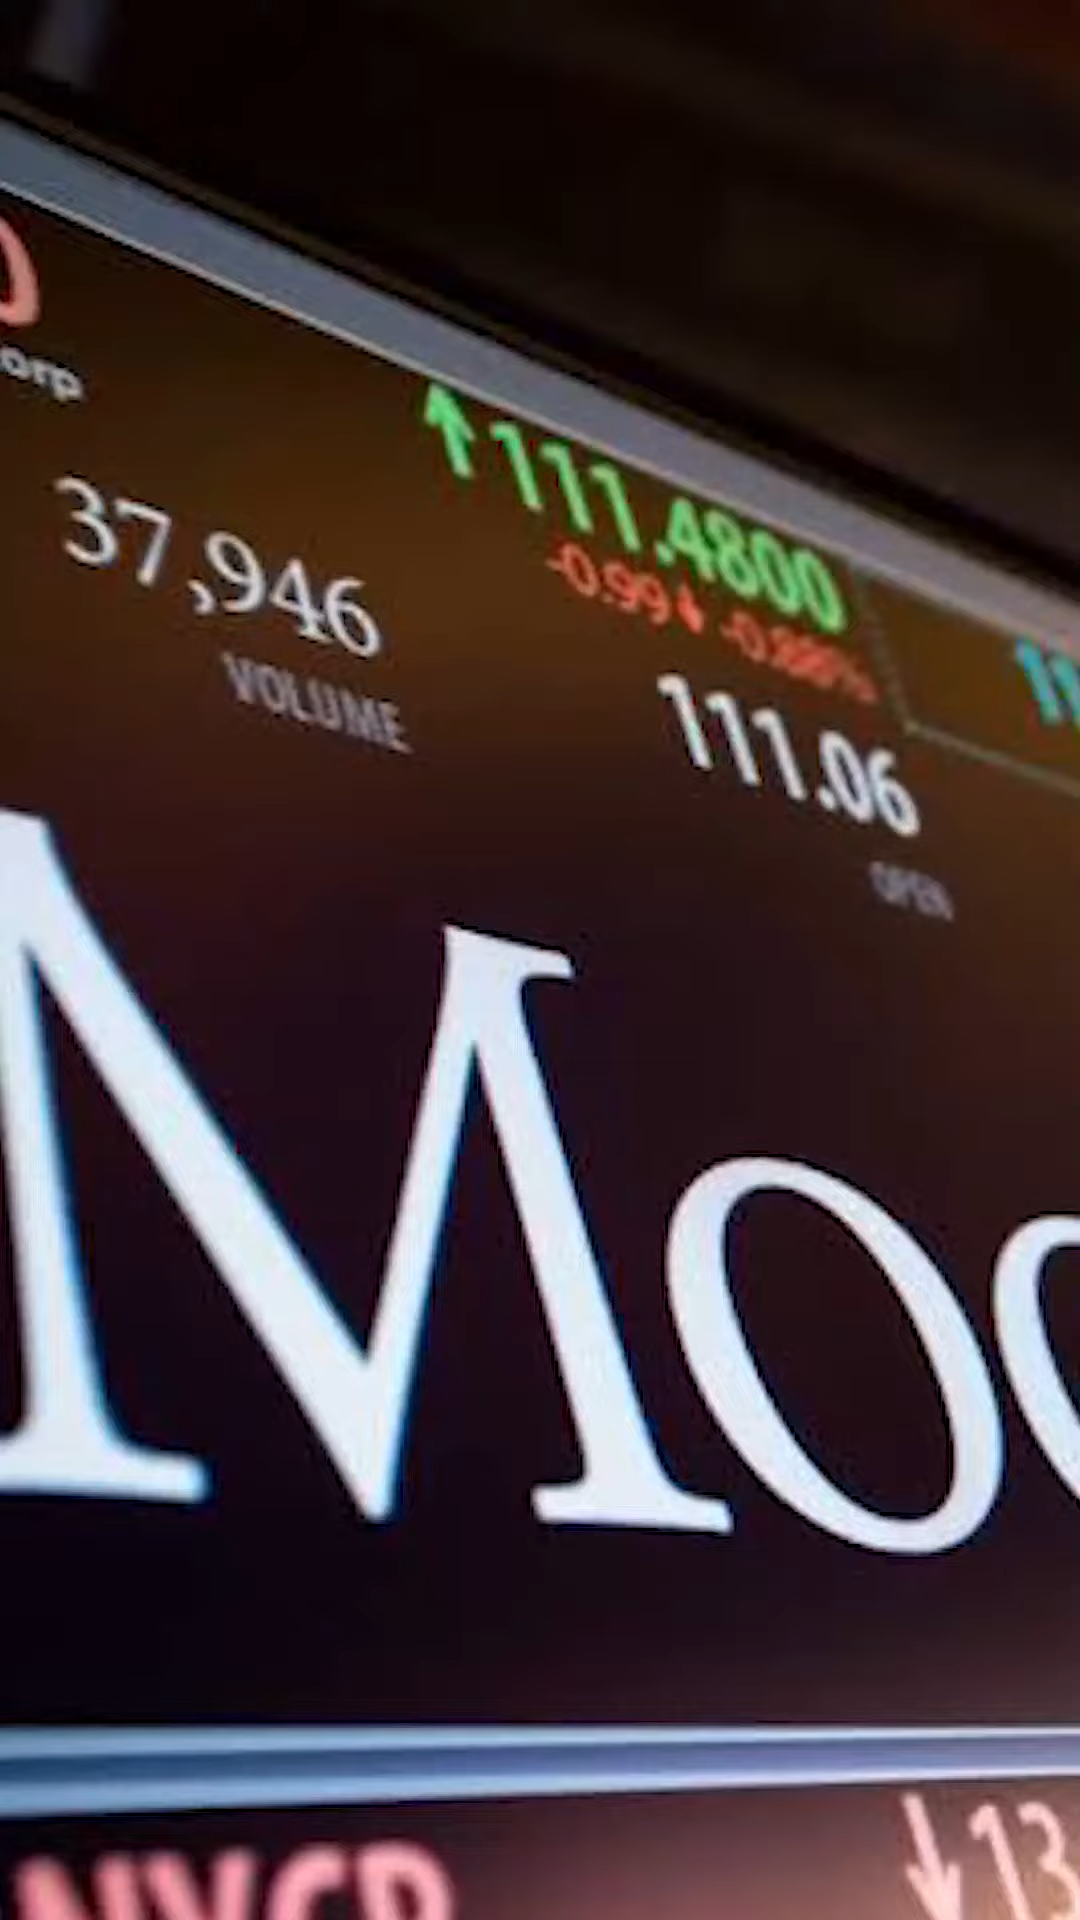 orp
↑111.4800
-0.99
37,946
VOLUME
111.06
OPEN
Moo
NYCB
↓13